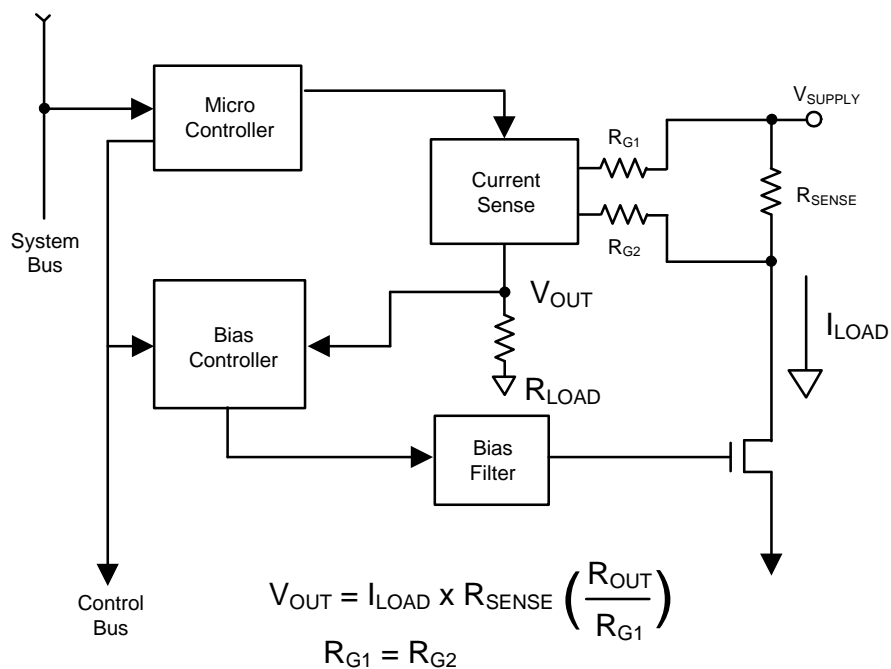 Micro
Controller
V_SUPPLY
R_G1
Current
Sense
R_SENSE
R_G2
System
Bus
V_OUT
Bias
Controller
I_LOAD
R_LOAD
Bias
Filter
Control
Bus
V_OUT = I_LOAD x R_SENSE (R_OUT / R_G1)
R_G1 = R_G2